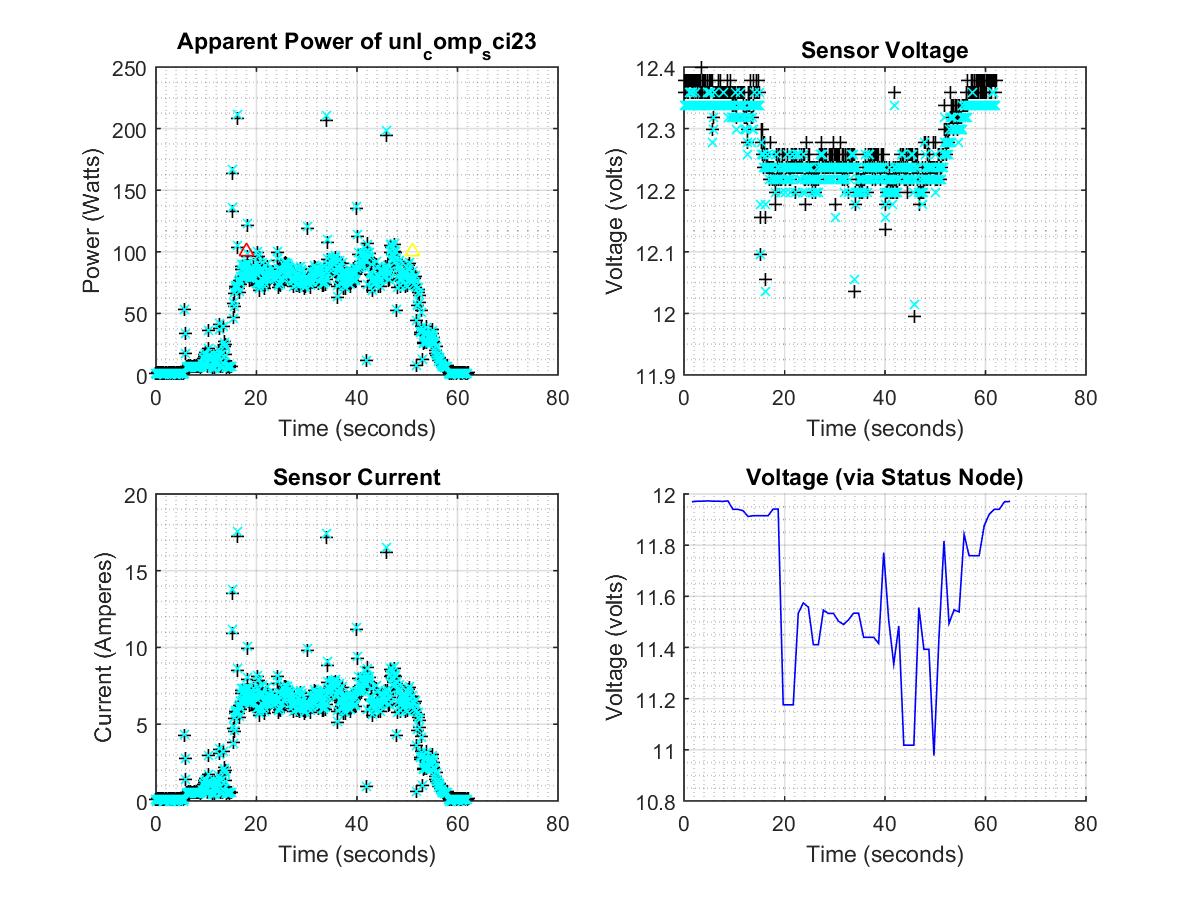 Apparent Power of unl_comp_sci23
250
200
150
100
50
0
0 20 40 60 80
Power (Watts)
Time (seconds)
Sensor Voltage
12.4
12.3
12.2
12.1
12
11.9
0 20 40 60 80
Voltage (volts)
Time (seconds)
Sensor Current
20
15
10
5
0
0 20 40 60 80
Current (Amperes)
Time (seconds)
Voltage (via Status Node)
12
11.8
11.6
11.4
11.2
11
10.8
0 20 40 60 80
Voltage (volts)
Time (seconds)